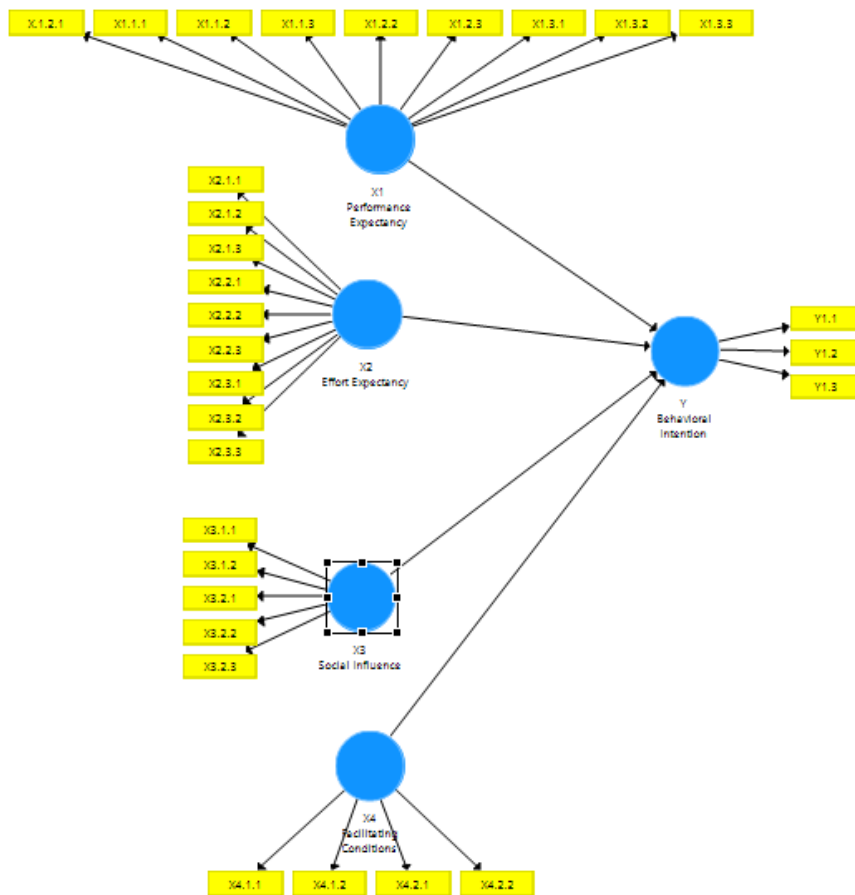 X.1.2.1
X1.1.1
X1.1.2
X1.1.3
X1.2.2
X1.2.3
X1.3.1
X1.3.2
X1.3.3
X1
Performance
Expectancy
X2.1.1
X2.1.2
X2.1.3
X2.2.1
X2.2.2
X2.2.3
X2.3.1
X2.3.2
X2.3.3
X2
Effort Expectancy
Y1.1
Y1.2
Y1.3
Y
Behavioral
Intention
X3.1.1
X3.1.2
X3.2.1
X3.2.2
X3.2.3
X3
Social Influence
X4
Facilitating
Conditions
X4.1.1
X4.1.2
X4.2.1
X4.2.2